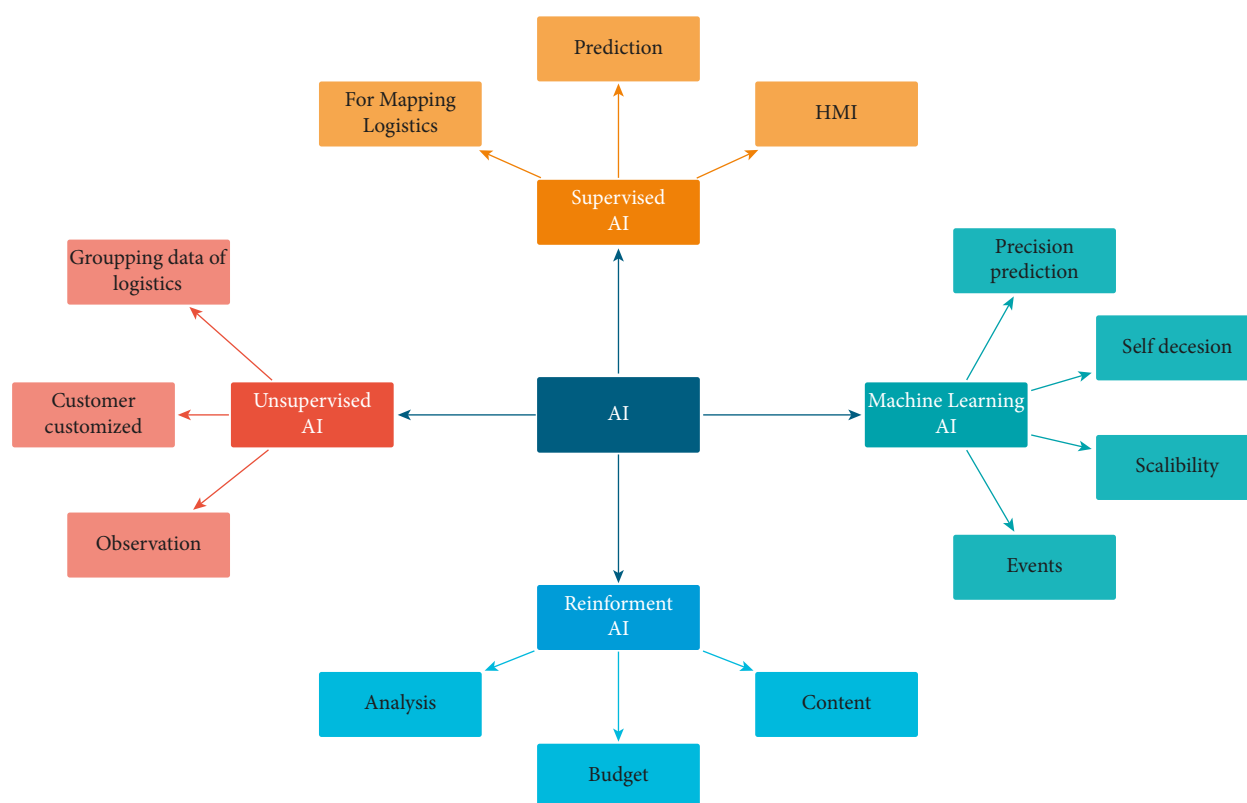 Prediction
For Mapping
Logistics
HMI
Supervised
AI
Groupping data of
logistics
Precision
prediction
Self decesion
Customer
customized
Unsupervised
AI
AI
Machine Learning
AI
Scalibility
Observation
Events
Reinforment
AI
Analysis
Content
Budget